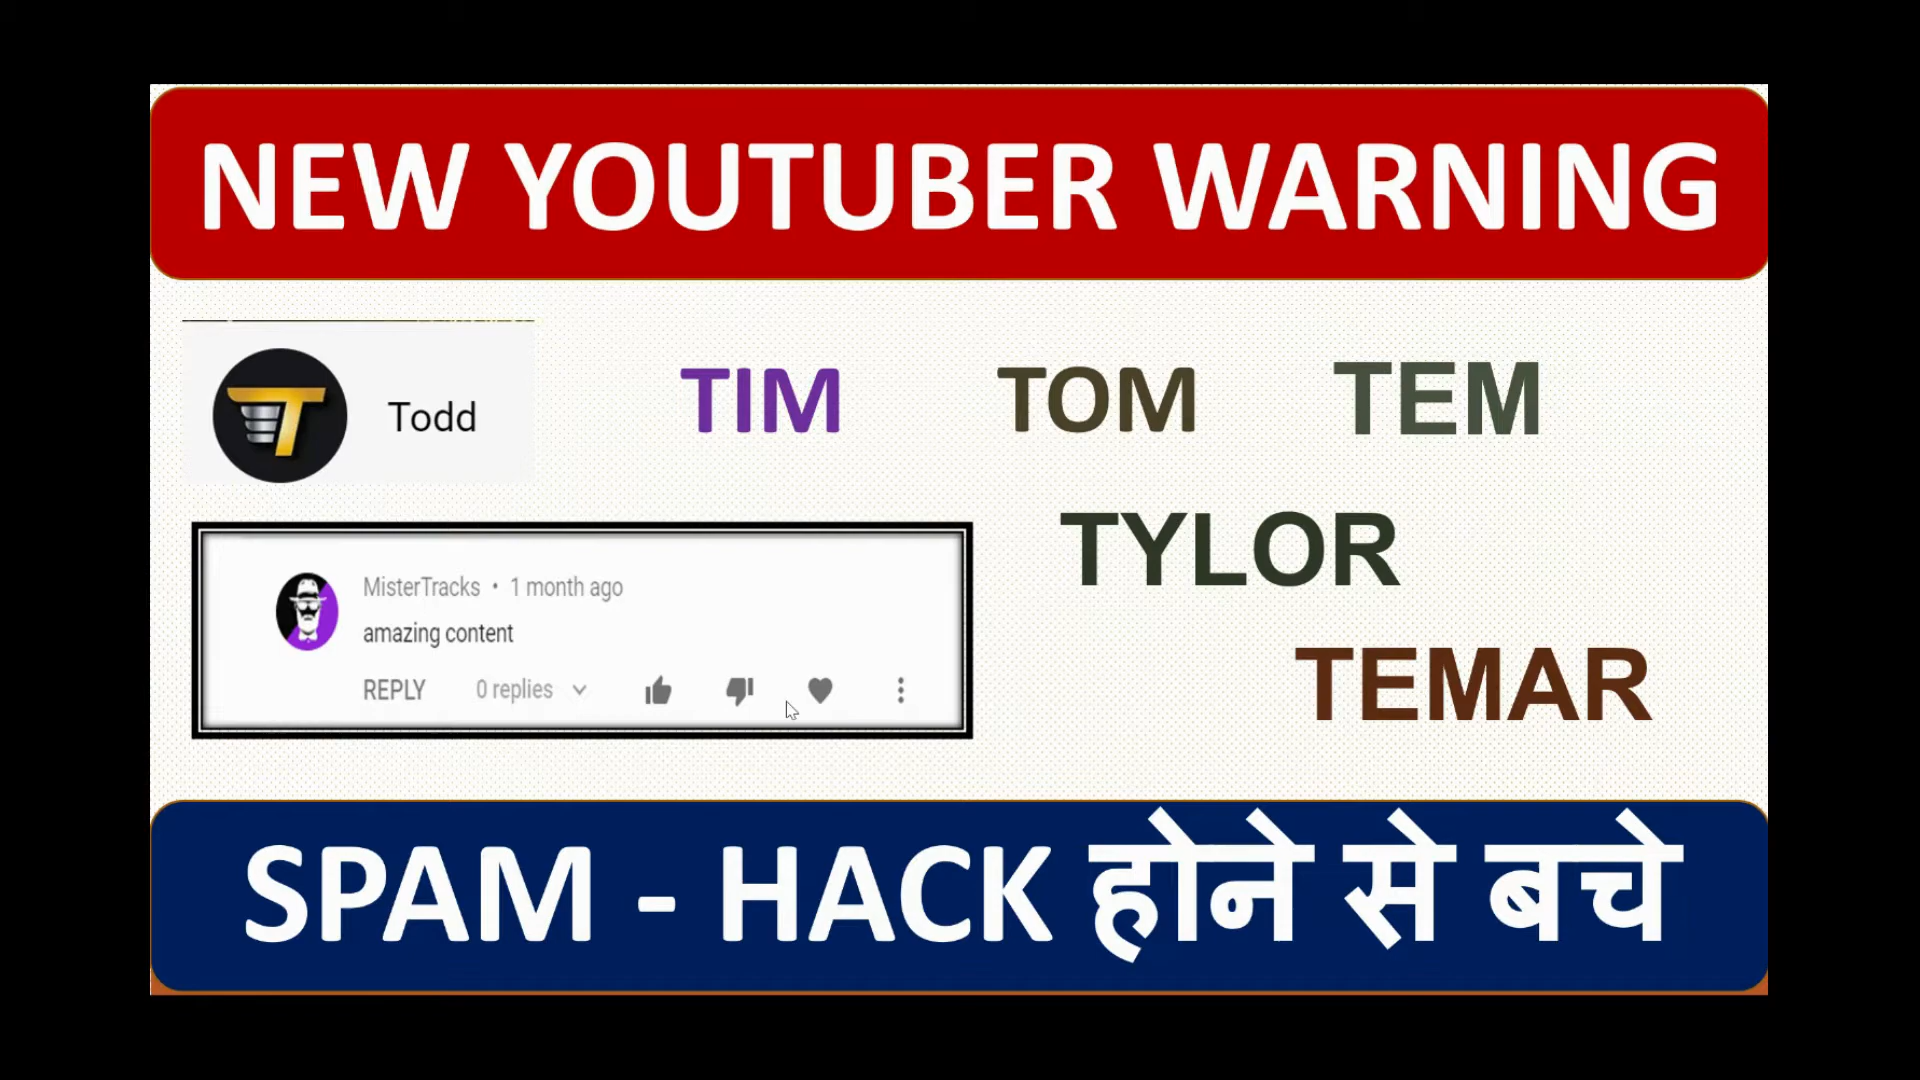 NEW YOUTUBER WARNING
Todd
TIM TOM TEM
TYLOR
TEMAR
MisterTracks • 1 month ago
amazing content
REPLY 0 replies
SPAM - HACK होने से बचे